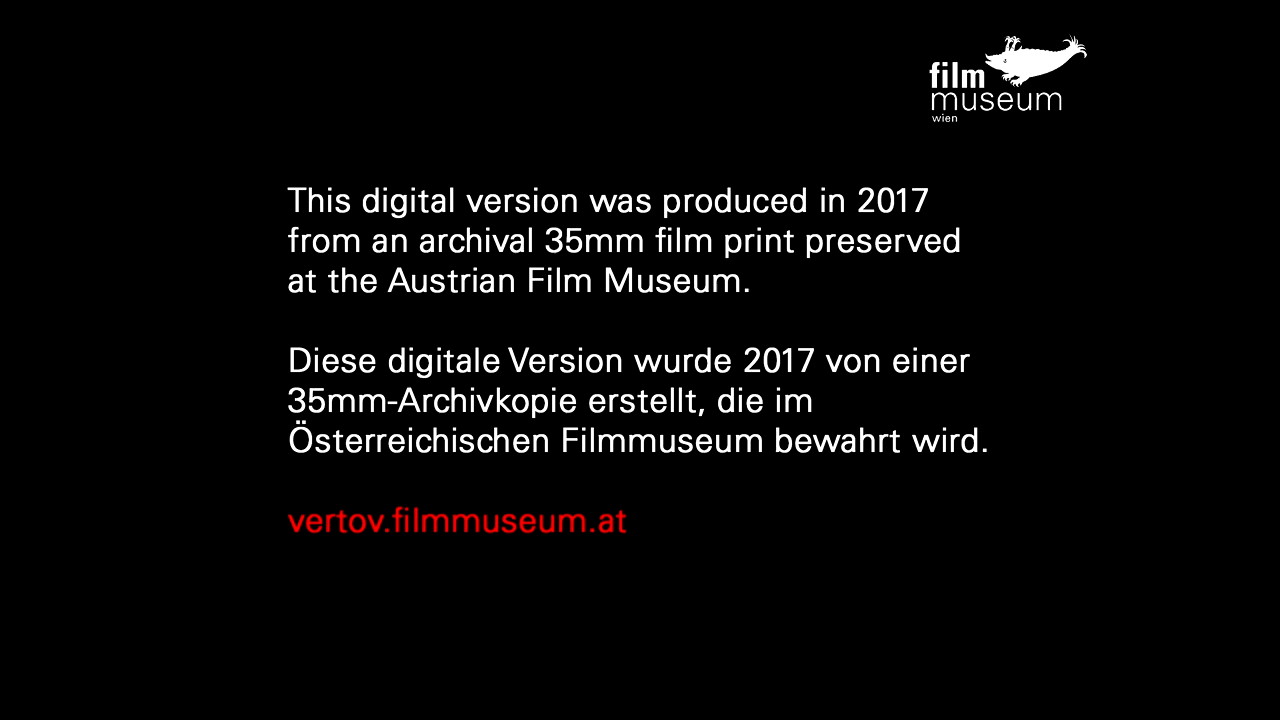 film
museum
wien
This digital version was produced in 2017
from an archival 35mm film print preserved
at the Austrian Film Museum.
Diese digitale Version wurde 2017 von einer
35mm-Archivkopie erstellt, die im
Österreichischen Filmmuseum bewahrt wird.
vertov.filmmuseum.at